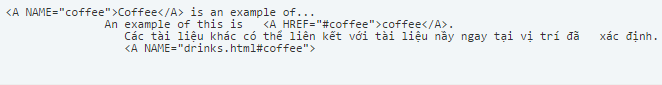 <A NAME="coffee">Coffee</A> is an example of...
An example of this is <A HREF="#coffee">coffee</A>.
Các tài liệu khác có thể liên kết với tài liệu nầy ngay tại vị trí đã xác định.
<A NAME="drinks.html#coffee">